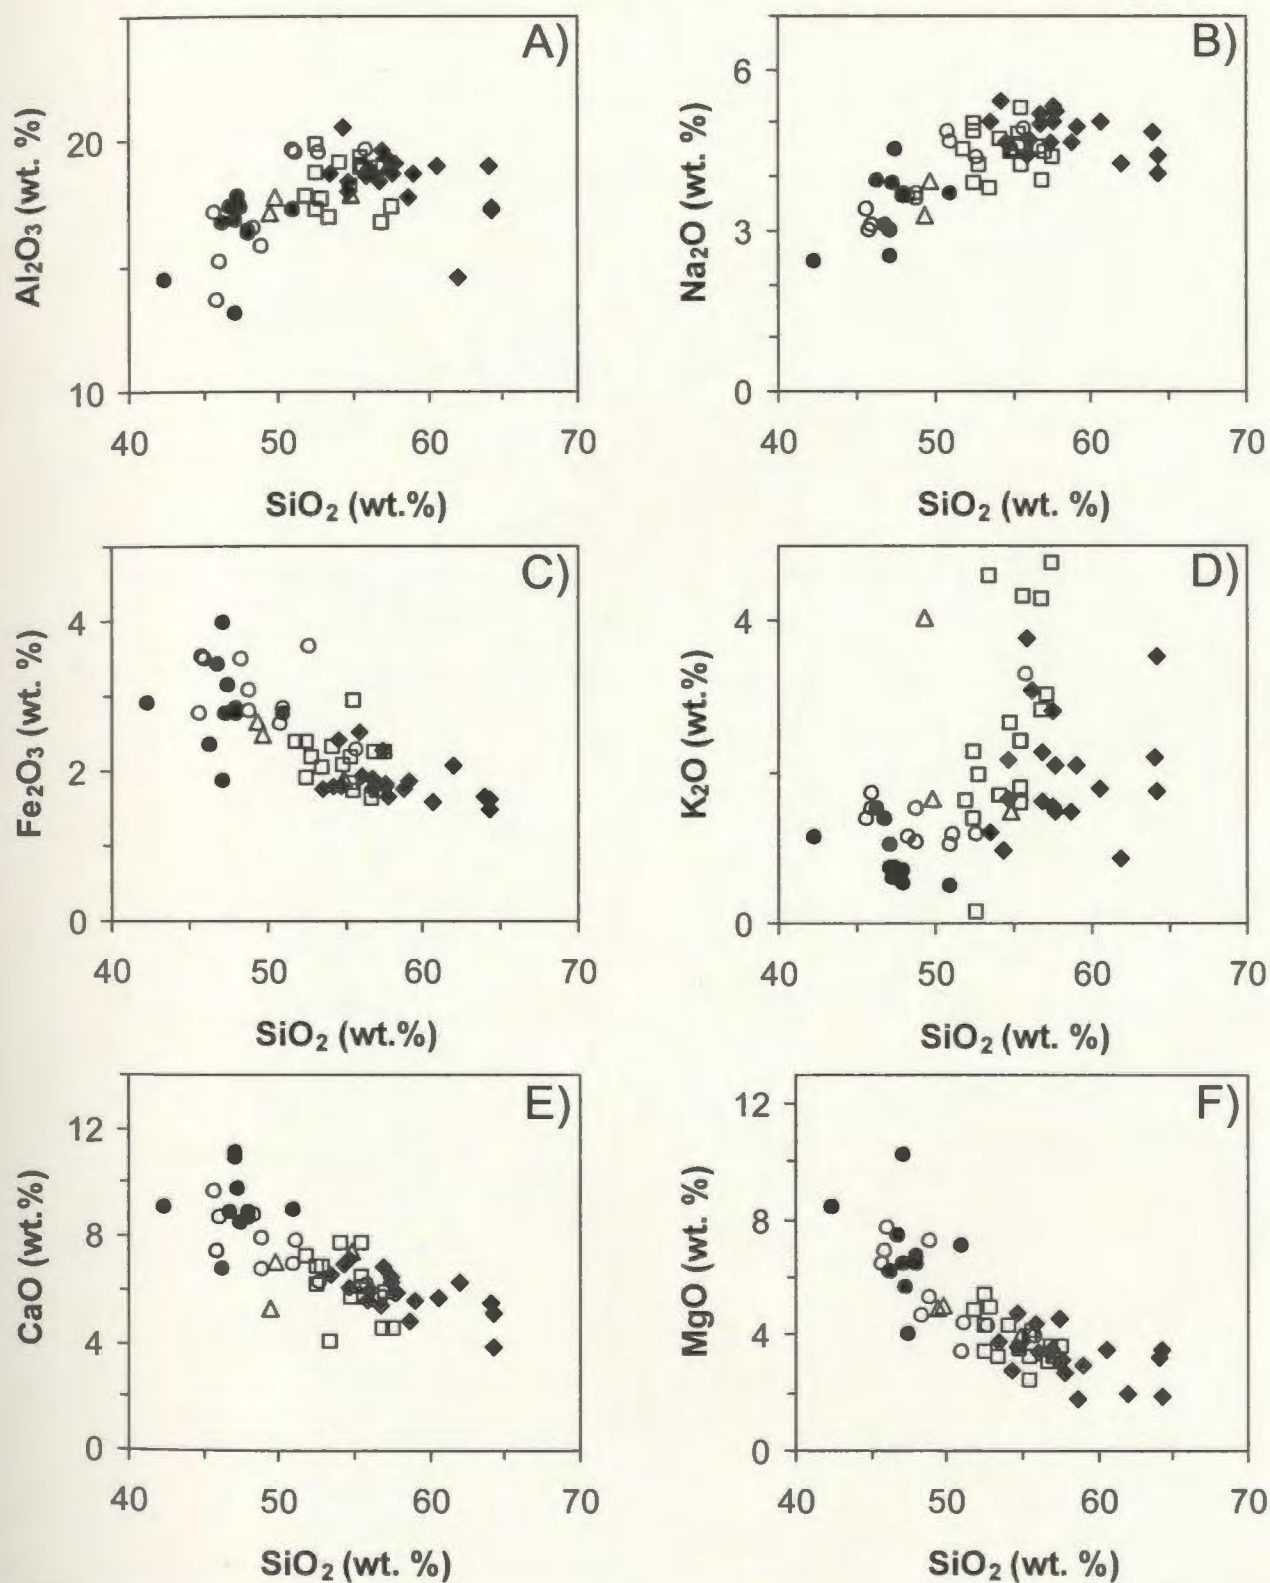 A)
20
10
Al₂O₃ (wt. %)
40 50 60 70
SiO₂ (wt.%)
B)
6
3
0
Na₂O (wt. %)
40 50 60 70
SiO₂ (wt. %)
C)
4
2
0
Fe₂O₃ (wt. %)
40 50 60 70
SiO₂ (wt.%)
D)
4
0
K₂O (wt. %)
40 50 60 70
SiO₂ (wt. %)
E)
12
8
4
0
CaO (wt.%)
40 50 60 70
SiO₂ (wt. %)
F)
12
8
4
0
MgO (wt. %)
40 50 60 70
SiO₂ (wt. %)